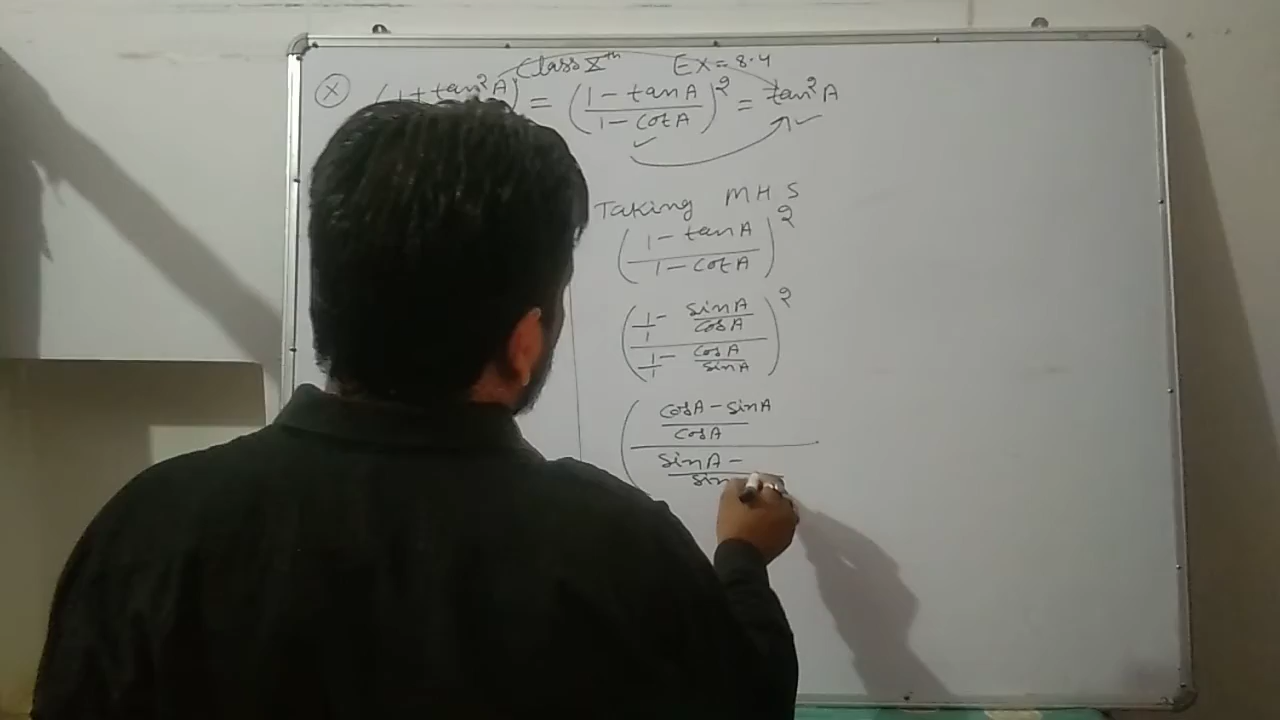 Class Xth EX = 8.4
(x) (1 + tan²A) = (1 - tanA / 1 - cotA)² = tan²A
Taking MHS
(1 - tanA / 1 - cotA)²
(1/1 - sinA/cosA / 1/1 - cosA/sinA)²
(cosA - sinA / cosA
sinA - / sin